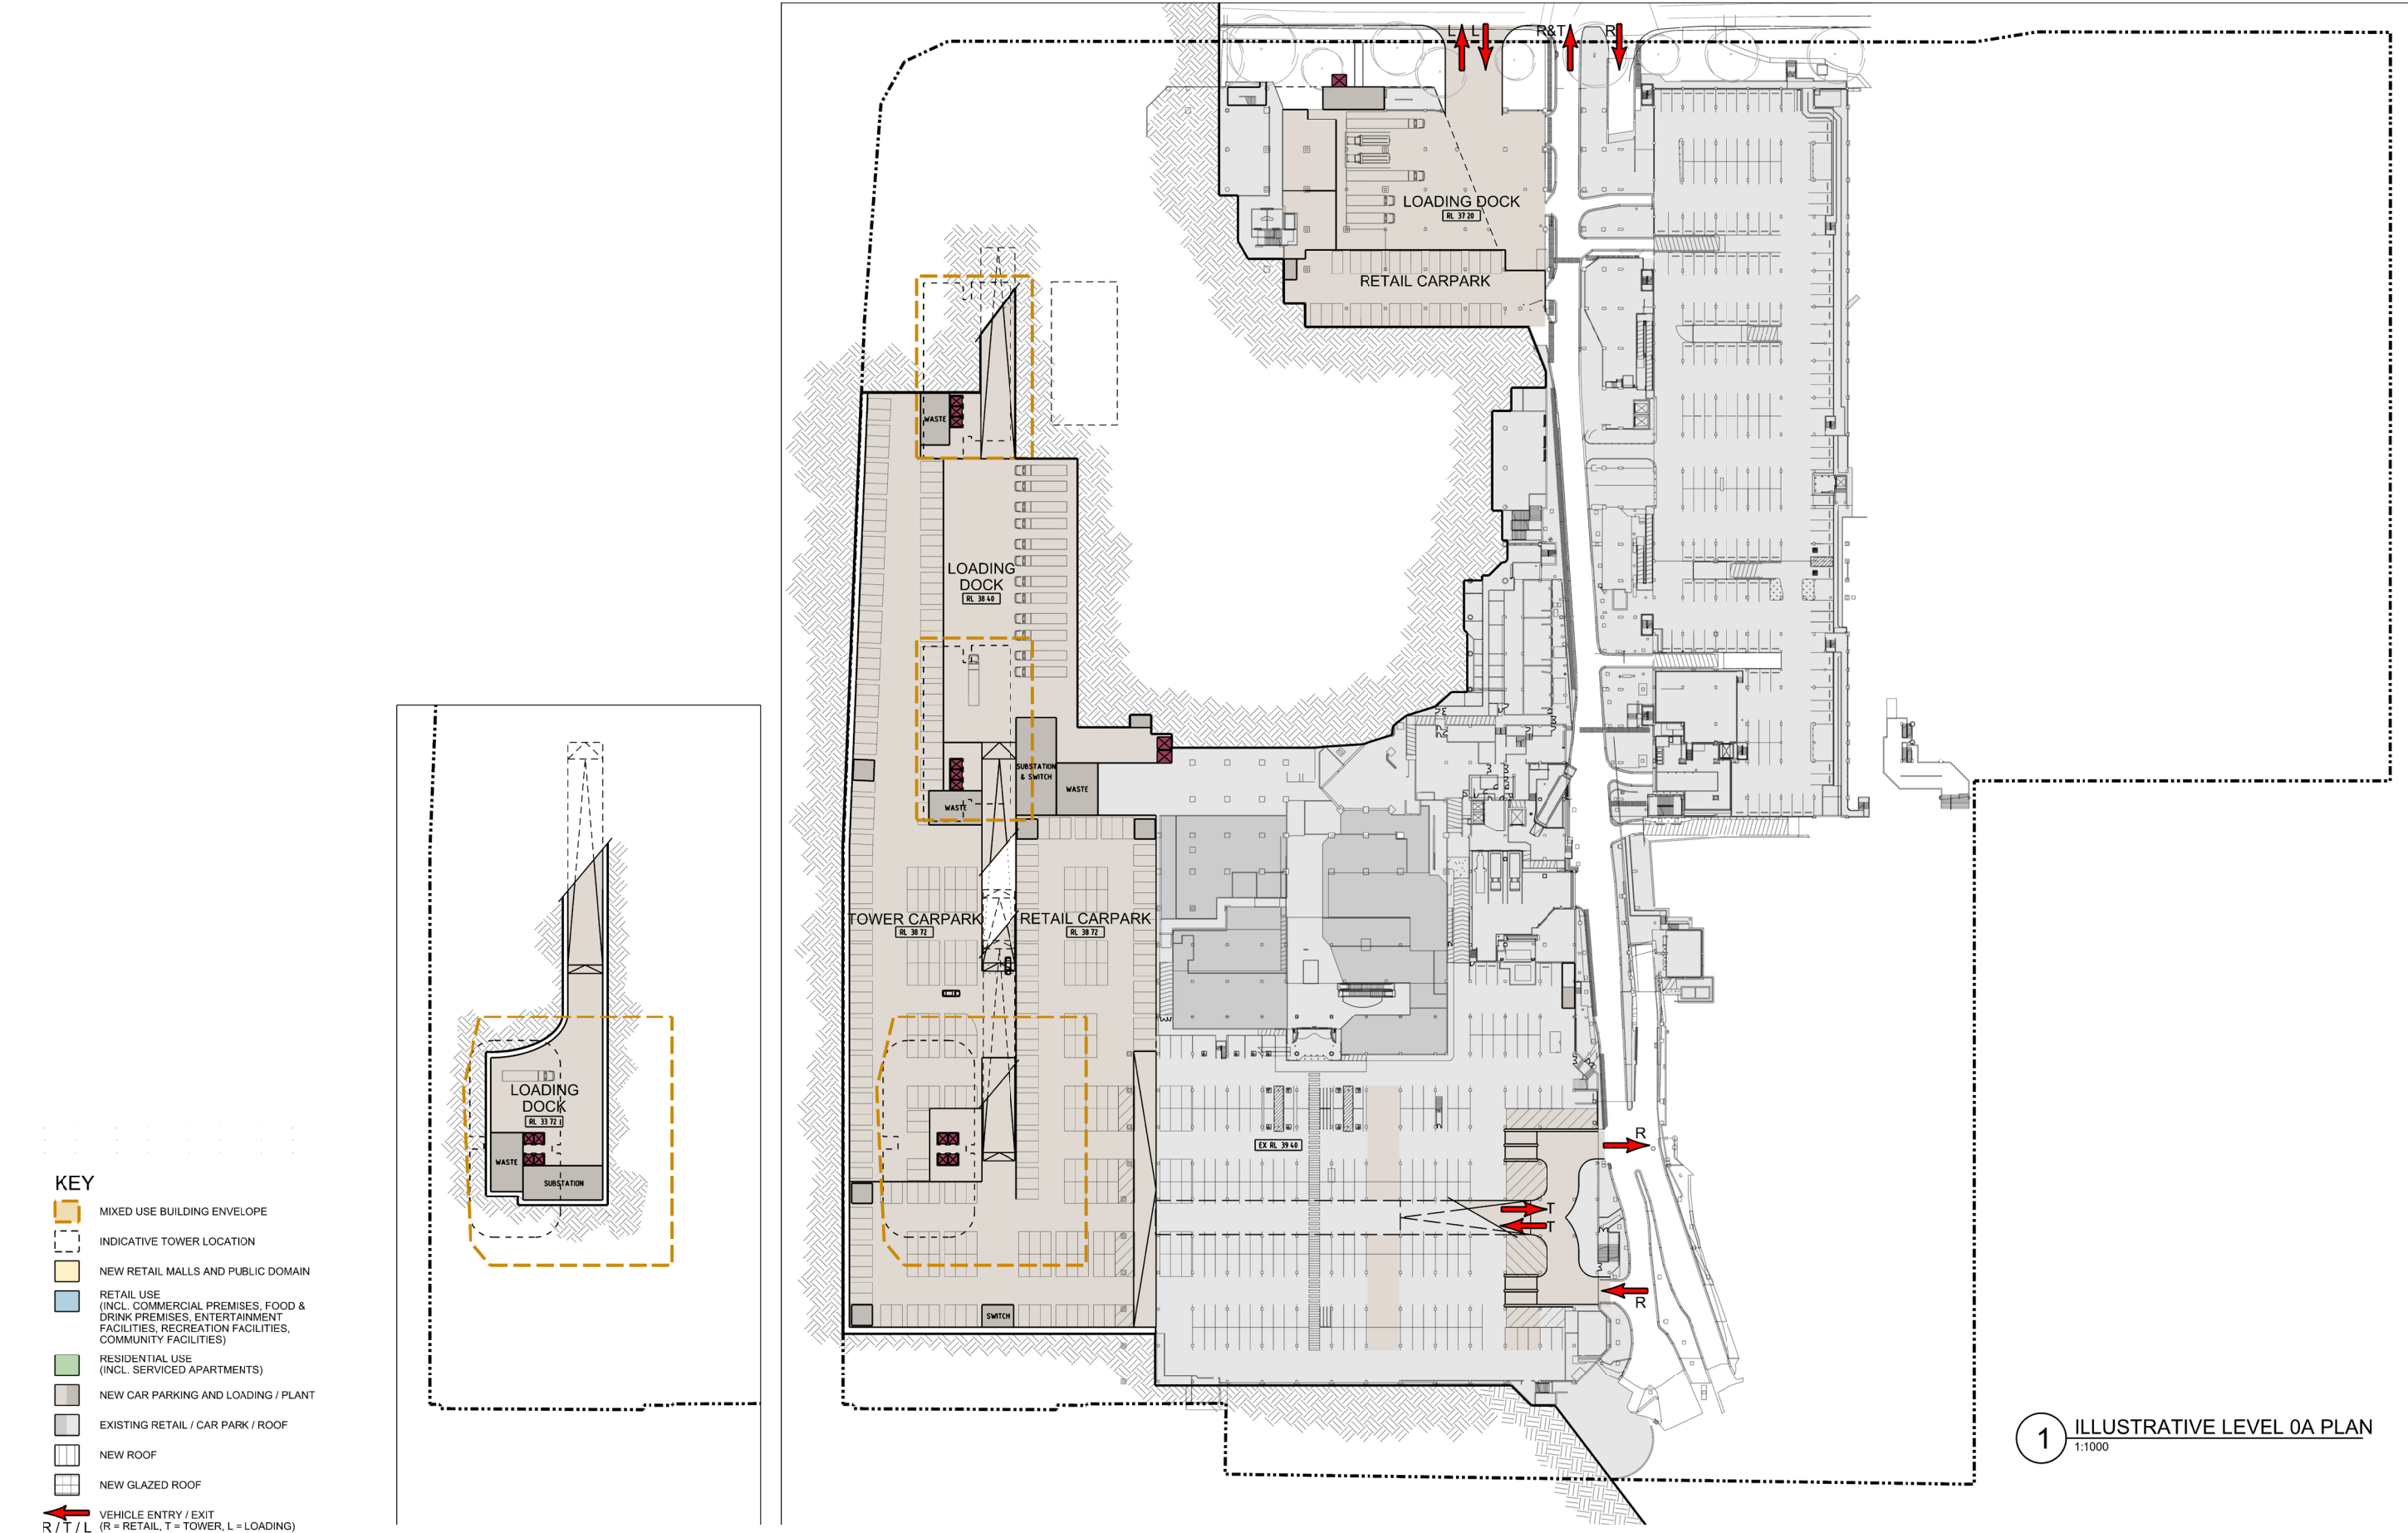 L L R&T R
LOADING DOCK
RL 37 20
RETAIL CARPARK
WASTE
LOADING
DOCK
RL 38 40
SUBSTATION
& SWITCH
WASTE
WASTE
TOWER CARPARK
RL 38 72
RETAIL CARPARK
RL 38 72
EX RL 39 40
R
T
T
R
SWITCH
LOADING
DOCK
RL 33 72
WASTE
SUBSTATION
KEY
MIXED USE BUILDING ENVELOPE
INDICATIVE TOWER LOCATION
NEW RETAIL MALLS AND PUBLIC DOMAIN
RETAIL USE
(INCL. COMMERCIAL PREMISES, FOOD &
DRINK PREMISES, ENTERTAINMENT
FACILITIES, RECREATION FACILITIES,
COMMUNITY FACILITIES)
RESIDENTIAL USE
(INCL. SERVICED APARTMENTS)
NEW CAR PARKING AND LOADING / PLANT
EXISTING RETAIL / CAR PARK / ROOF
NEW ROOF
NEW GLAZED ROOF
VEHICLE ENTRY / EXIT
R / T / L (R = RETAIL, T = TOWER, L = LOADING)
1 ILLUSTRATIVE LEVEL 0A PLAN
1:1000